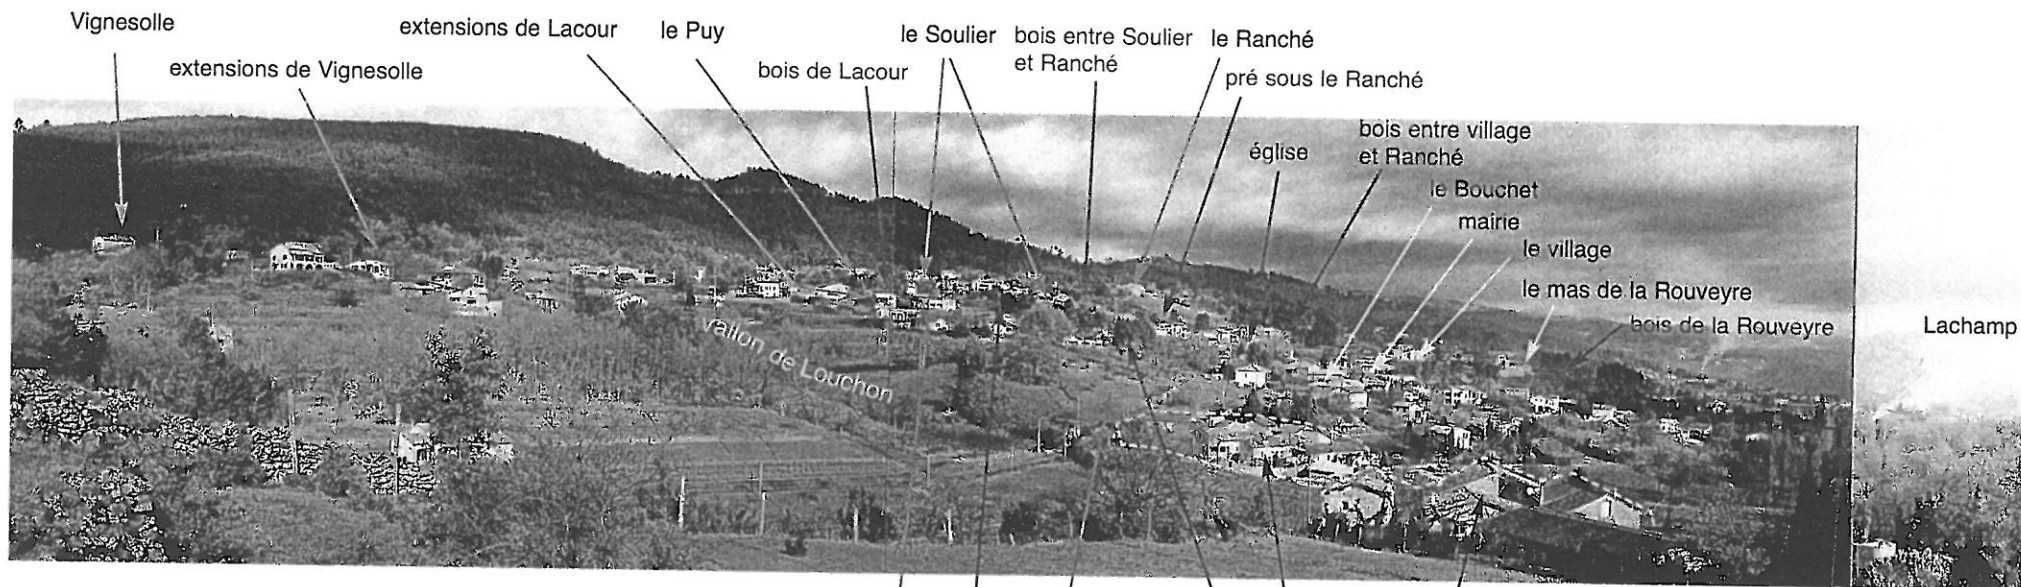 Vignesolle
extensions de Vignesolle
extensions de Lacour
le Puy
bois de Lacour
le Soulier
bois entre Soulier
et Ranché
le Ranché
pré sous le Ranché
église
bois entre village
et Ranché
le Bouchet
mairie
le village
le mas de la Rouveyre
bois de la Rouveyre
Lachamp
vallon de Louchon